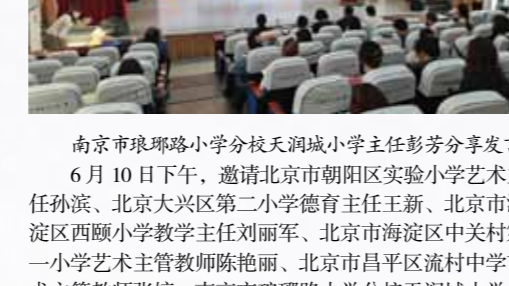 南京市琅琊路小学分校天润城小学主任彭芳分享发
6 月 10 日下午，邀请北京市朝阳区实验小学艺术
任孙滨、北京大兴区第二小学德育主任王新、北京市
淀区西颐小学教学主任刘丽军、北京市海淀区中关村
一小学艺术主管教师陈艳丽、北京市昌平区流村中学